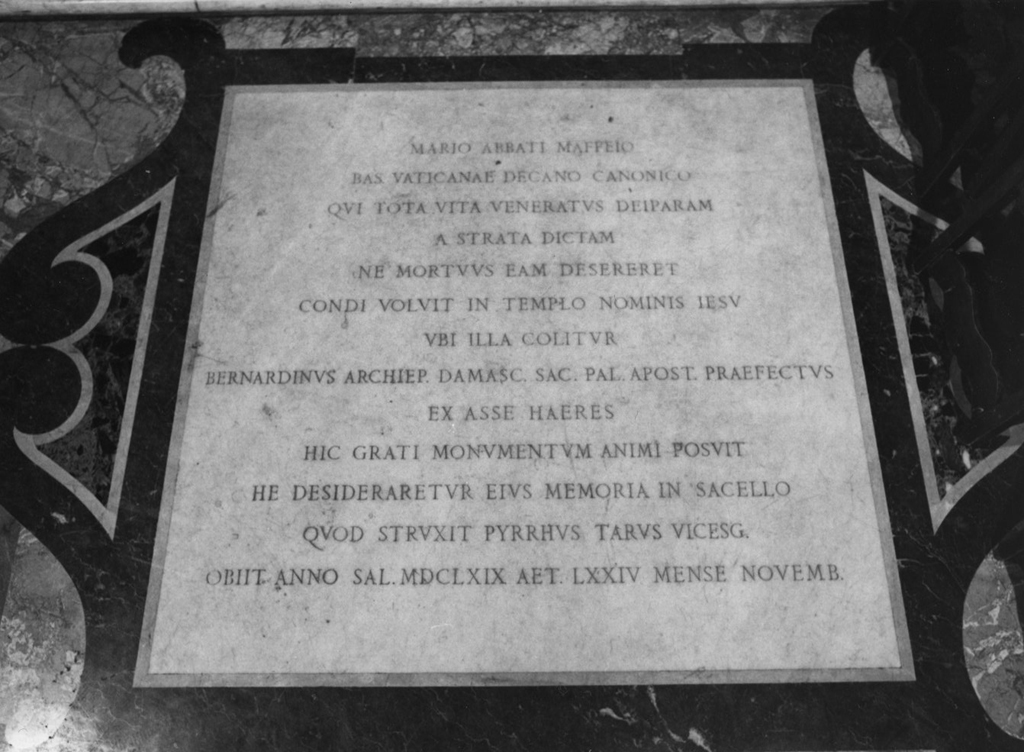 MARIO ABBATI MAFFEIO
BAS VATICANAE DECANO CANONICO
QVI TOTA VITA VENERATVS DEIPARAM
A STRATA DICTAM
NE MORTVVS EAM DESERERET
CONDI VOLVIT IN TEMPLO NOMINIS IESV
VBI ILLA COLITVR
BERNARDINVS ARCHIEP. DAMASC. SAC. PAL. APOST. PRAEFECTVS
EX ASSE HAERES
HIC GRATI MONVMENTVM ANIMI POSVIT
HE DESIDERARETVR EIVS MEMORIA IN SACELLO
QVOD STRVXIT PYRRHVS TARVS VICESG.
OBIIT ANNO SAL. MDCLXIX AET. LXXIV MENSE NOVEMB.